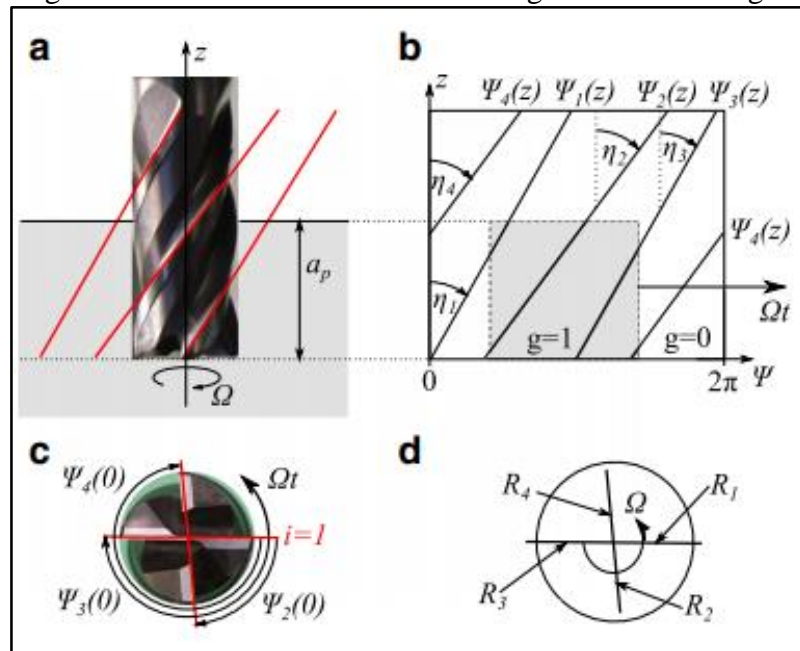 a
z
a_p
Ω
b
z
Ψ_4(z) Ψ_1(z) Ψ_2(z) Ψ_3(z)
η_4
η_2
η_3
Ψ_4(z)
η_1
Ωt
g=1
g=0
0
2π
Ψ
c
Ψ_4(0)
Ωt
i=1
Ψ_3(0)
Ψ_2(0)
d
R_4
R_1
Ω
R_3
R_2